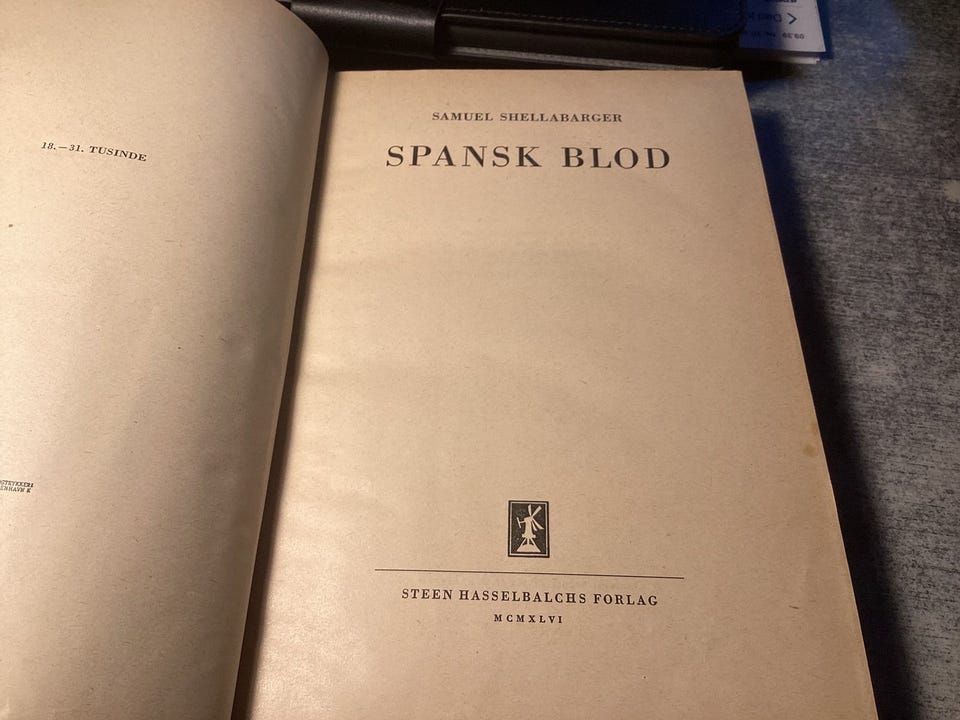 18.—31. TUSINDE
SAMUEL SHELLABARGER
SPANSK BLOD
STEEN HASSELBALCHS FORLAG
MCMXLVI